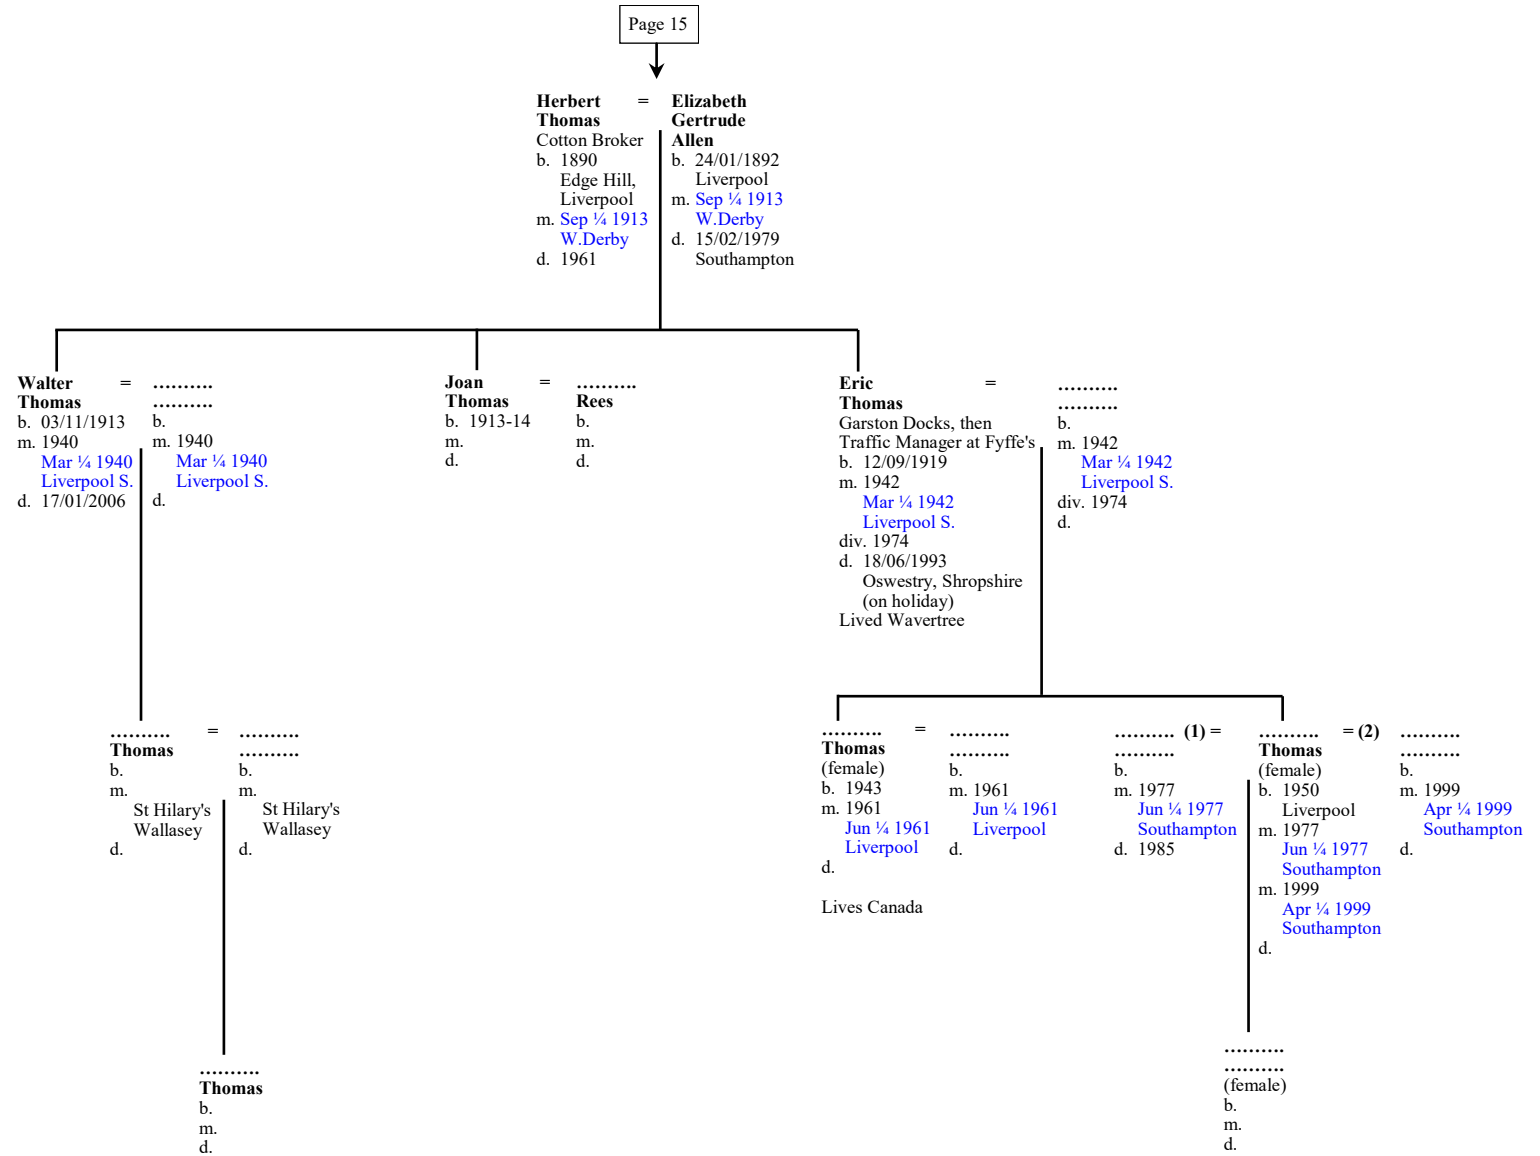 Page 15
Herbert = Elizabeth
Thomas Gertrude
Cotton Broker Allen
b. 1890 b. 24/01/1892
Edge Hill, Liverpool
Liverpool m. Sep ¼ 1913
m. Sep ¼ 1913 W.Derby
W.Derby d. 15/02/1979
d. 1961 Southampton
Walter = ..........
Thomas ..........
b. 03/11/1913 b.
m. 1940 m. 1940
Mar ¼ 1940 Mar ¼ 1940
Liverpool S. Liverpool S.
d. 17/01/2006 d.
Joan = ..........
Thomas Rees
b. 1913-14 b.
m. m.
d. d.
Eric = ..........
Thomas ..........
Garston Docks, then b.
Traffic Manager at Fyffe's m. 1942
b. 12/09/1919 Mar ¼ 1942
m. 1942 Liverpool S.
Mar ¼ 1942 div. 1974
Liverpool S. d.
div. 1974
d. 18/06/1993
Oswestry, Shropshire
(on holiday)
Lived Wavertree
.......... = ..........
Thomas ..........
b. b.
m. m.
St Hilary's St Hilary's
Wallasey Wallasey
d. d.
.......... = ..........
Thomas ..........
(female) b.
b. 1943 m. 1961
m. 1961 Jun ¼ 1961
Jun ¼ 1961 Liverpool
Liverpool d.
d.
Lives Canada
.......... (1) = .......... = (2) ..........
.......... Thomas ..........
b. (female) b.
m. 1977 b. 1950 m. 1999
Jun ¼ 1977 Liverpool Apr ¼ 1999
Southampton m. 1977 Southampton
d. 1985 Jun ¼ 1977 d.
Southampton
m. 1999
Apr ¼ 1999
Southampton
d.
..........
Thomas
b.
m.
d.
..........
..........
(female)
b.
m.
d.